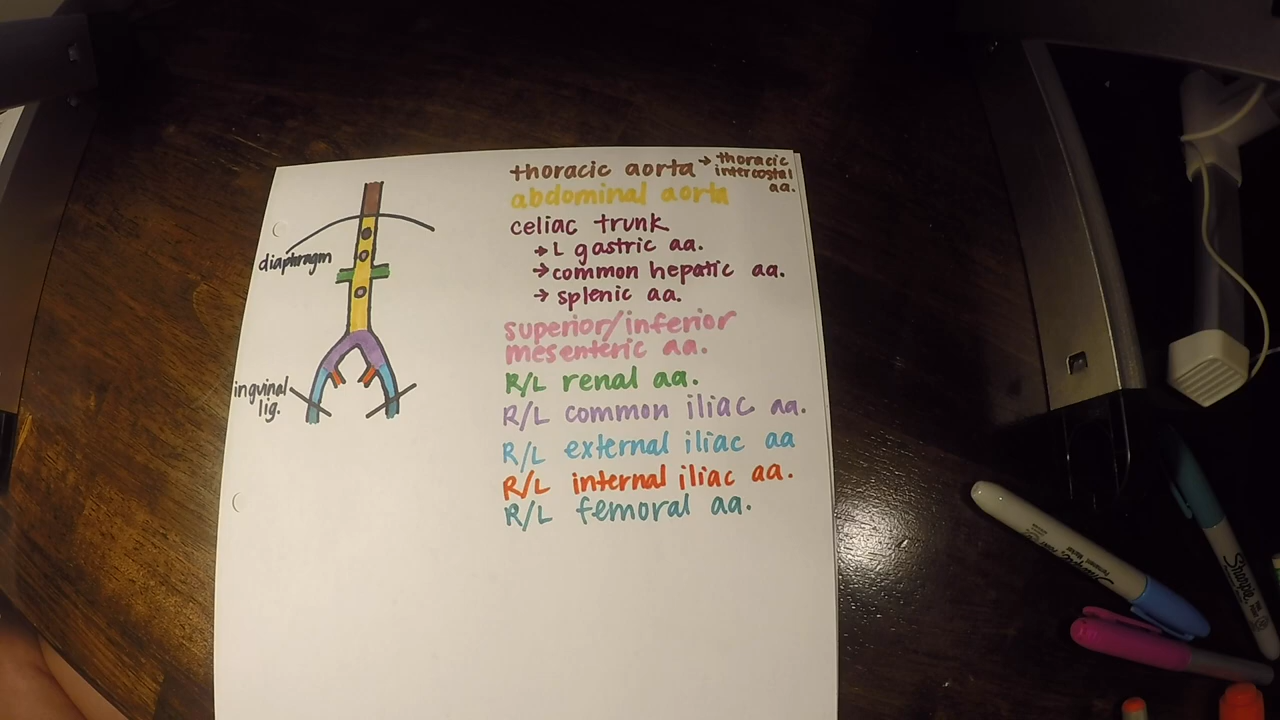 thoracic aorta → thoracic
intercostal
aa.
abdominal aorta
celiac trunk
→ L gastric aa.
→ common hepatic aa.
→ splenic aa.
superior/inferior
mesenteric aa.
R/L renal aa.
R/L common iliac aa.
R/L external iliac aa
R/L internal iliac aa.
R/L femoral aa.
diaphragm
inguinal
lig.
Sharpie